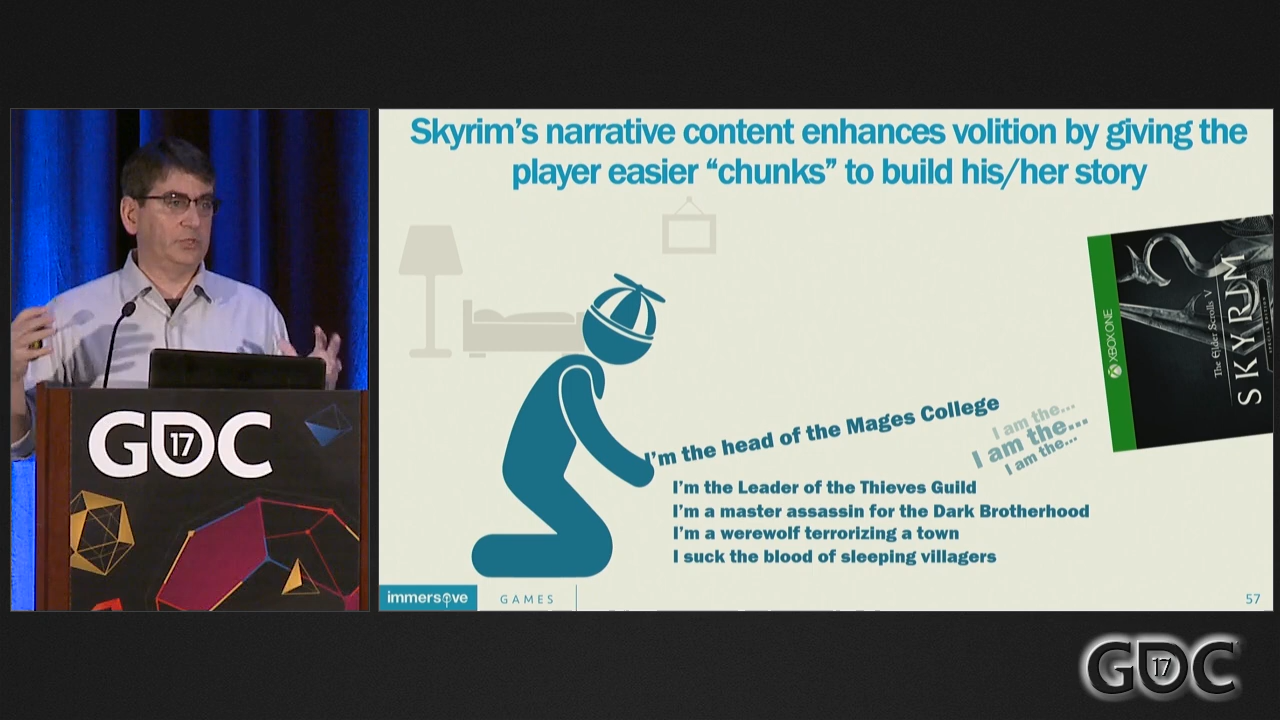 Skyrim's narrative content enhances volition by giving the
player easier “chunks” to build his/her story
XBOX ONE
The Elder Scrolls V
SKYRIM
I'm the head of the Mages College
I am the...
I am the...
I am the...
I'm the Leader of the Thieves Guild
I'm a master assassin for the Dark Brotherhood
I'm a werewolf terrorizing a town
I suck the blood of sleeping villagers
GDC
17
immersive
GAMES
57
GDC
17